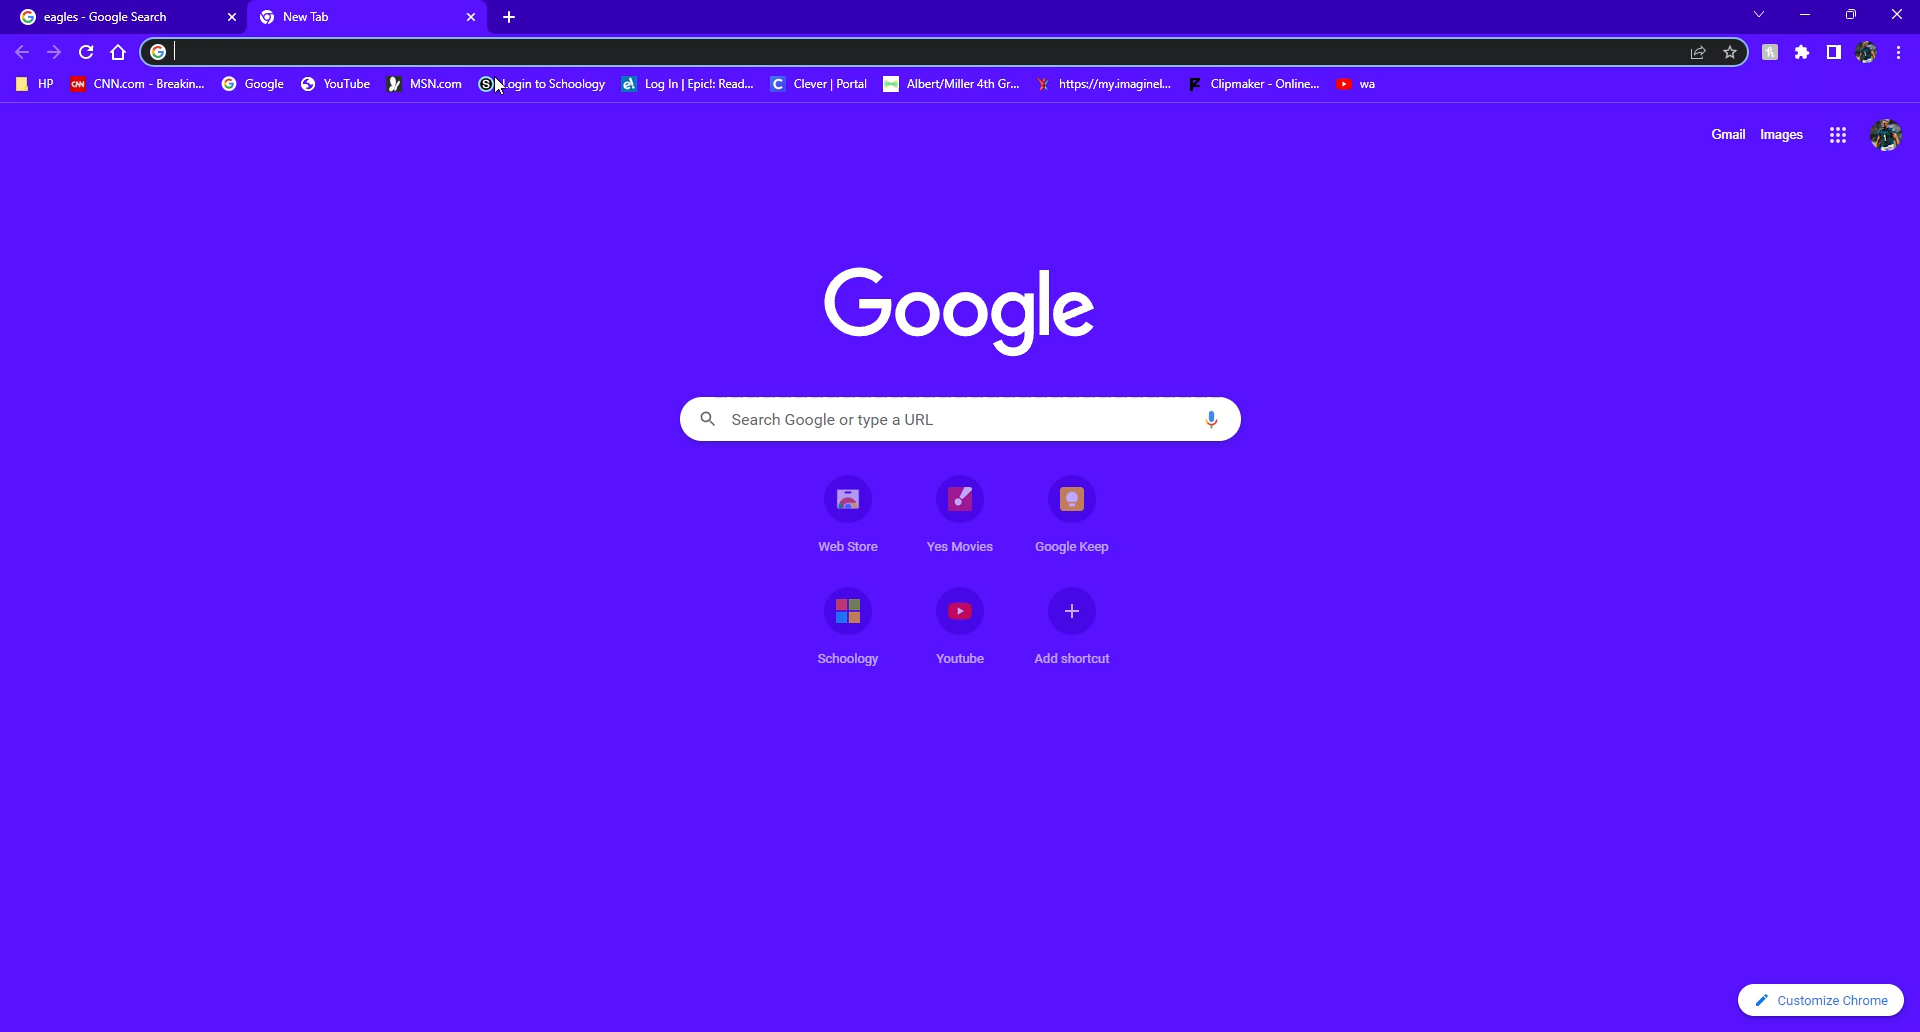 eagles - Google Search
New Tab
HP CNN.com - Breakin... Google YouTube MSN.com Login to Schoology Log In | Epic!: Read... Clever | Portal Albert/Miller 4th Gr... https://my.imaginel... Clipmaker - Online... wa
Gmail Images
Google
Search Google or type a URL
Web Store Yes Movies Google Keep
Schoology Youtube Add shortcut
Customize Chrome